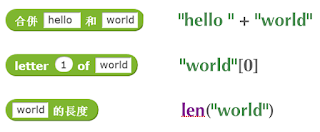 合併 hello 和 world "hello " + "world"
letter 1 of world "world"[0]
world 的長度 len("world")